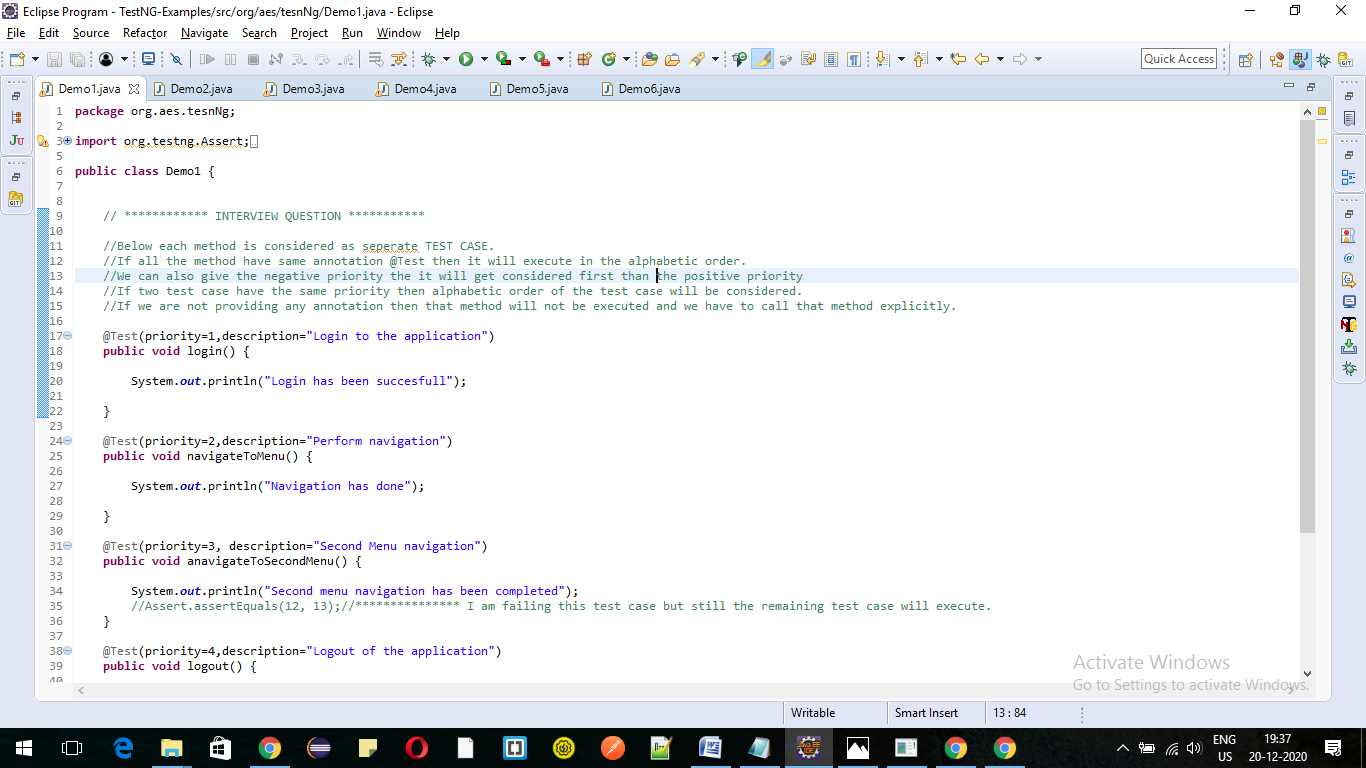 Eclipse Program - TestNG-Examples/src/org/aes/tesnNg/Demo1.java - Eclipse
File Edit Source Refactor Navigate Search Project Run Window Help
Quick Access
Demo1.java Demo2.java Demo3.java Demo4.java Demo5.java Demo6.java
1 package org.aes.tesnNg;
2
3 import org.testng.Assert;
5
6 public class Demo1 {
7
8
9 // ************ INTERVIEW QUESTION ***********
10
11 //Below each method is considered as seperate TEST CASE.
12 //If all the method have same annotation @Test then it will execute in the alphabetic order.
13 //We can also give the negative priority the it will get considered first than the positive priority
14 //If two test case have the same priority then alphabetic order of the test case will be considered.
15 //If we are not providing any annotation then that method will not be executed and we have to call that method explicitly.
16
17 @Test(priority=1,description="Login to the application")
18 public void login() {
19
20 System.out.println("Login has been succesfull");
21
22 }
23
24 @Test(priority=2,description="Perform navigation")
25 public void navigateToMenu() {
26
27 System.out.println("Navigation has done");
28
29 }
30
31 @Test(priority=3, description="Second Menu navigation")
32 public void anavigateToSecondMenu() {
33
34 System.out.println("Second menu navigation has been completed");
35 //Assert.assertEquals(12, 13);//*************** I am failing this test case but still the remaining test case will execute.
36 }
37
38 @Test(priority=4,description="Logout of the application")
39 public void logout() {
40
Activate Windows
Go to Settings to activate Windows.
Writable Smart Insert 13 : 84
ENG 19:37
US 20-12-2020